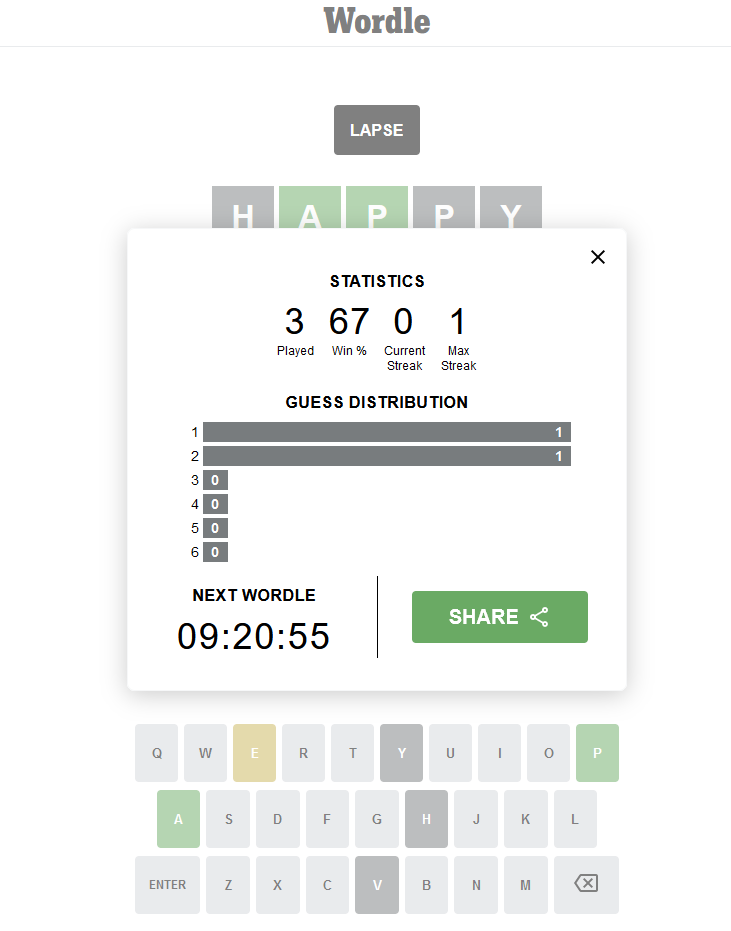 Wordle
LAPSE
H A P P Y
STATISTICS
3 67 0 1
Played Win % Current Streak Max Streak
GUESS DISTRIBUTION
1 1
2 1
3 0
4 0
5 0
6 0
NEXT WORDLE
09:20:55
SHARE
Q W E R T Y U I O P
A S D F G H J K L
ENTER Z X C V B N M